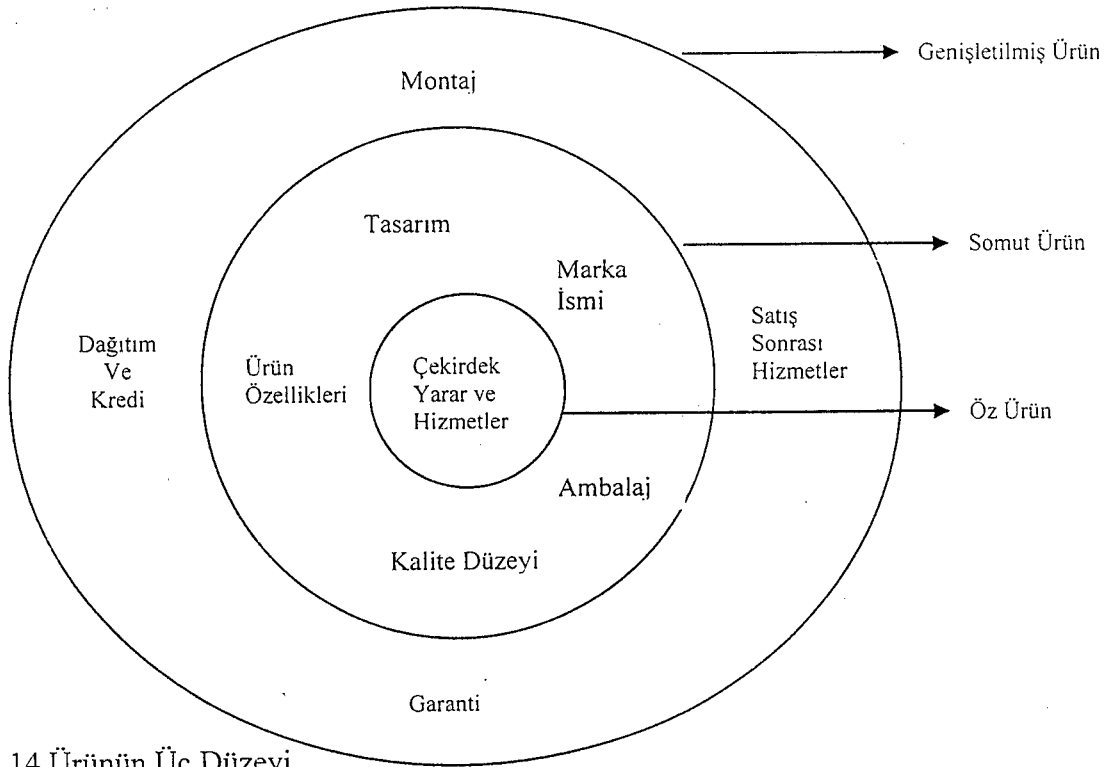 Genişletilmiş Ürün
Montaj
Tasarım
Somut Ürün
Marka
İsmi
Satış
Sonrası
Hizmetler
Dağıtım
Ve
Kredi
Ürün
Özellikleri
Çekirdek
Yarar ve
Hizmetler
Öz Ürün
Ambalaj
Kalite Düzeyi
Garanti
14 Ürünün Üç Düzeyi